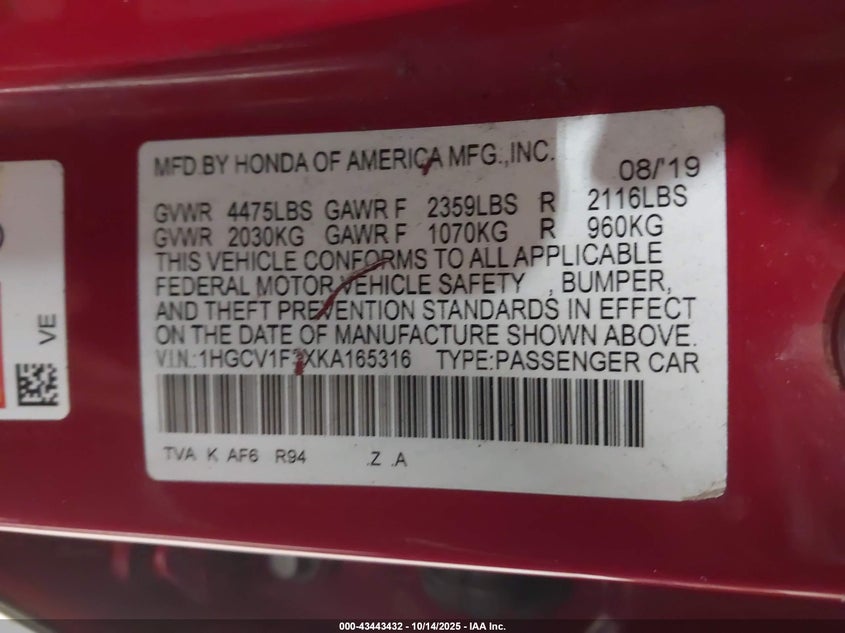 MFD.BY HONDA OF AMERICA MFG.,INC. 08/'19
GVWR 4475LBS GAWR F 2359LBS R 2116LBS
GVWR 2030KG GAWR F 1070KG R 960KG
THIS VEHICLE CONFORMS TO ALL APPLICABLE
FEDERAL MOTOR VEHICLE SAFETY , BUMPER,
AND THEFT PREVENTION STANDARDS IN EFFECT
ON THE DATE OF MANUFACTURE SHOWN ABOVE.
V.I.N.: TYPE:PASSENGER CAR
TVA K AF6 R94 .Z .A
VE
000-43443432 - 10/14/2025 - IAA Inc.